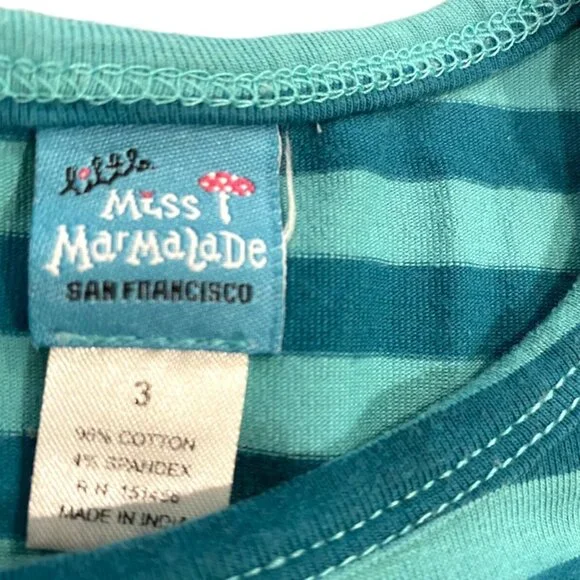 little
Miss
Marmalade
SAN FRANCISCO
3
96% COTTON
4% SPANDEX
R N
MADE IN INDIA